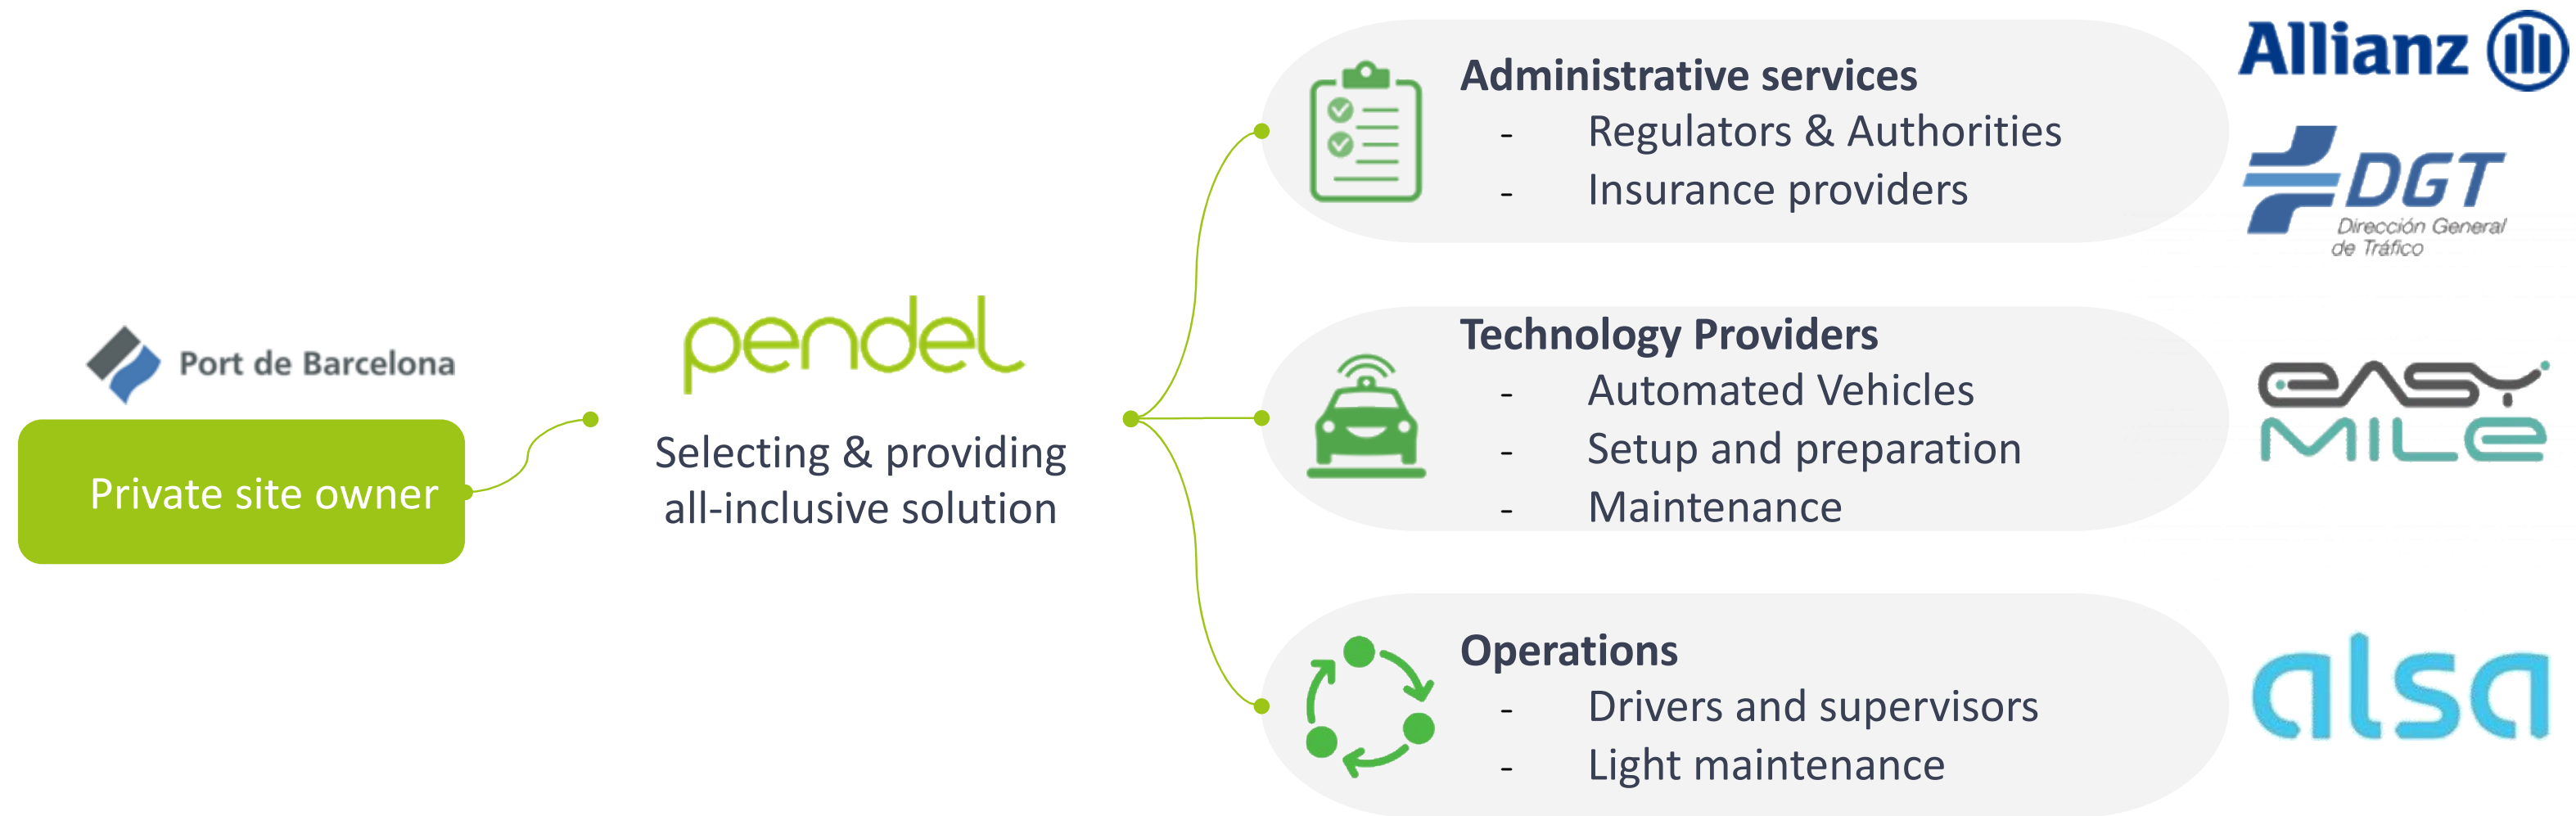 Port de Barcelona
Private site owner
pendel
Selecting & providing
all-inclusive solution
Administrative services
- Regulators & Authorities
- Insurance providers
Allianz
DGT
Dirección General
de Tráfico
Technology Providers
- Automated Vehicles
- Setup and preparation
- Maintenance
eASY
MILe
Operations
- Drivers and supervisors
- Light maintenance
alsa